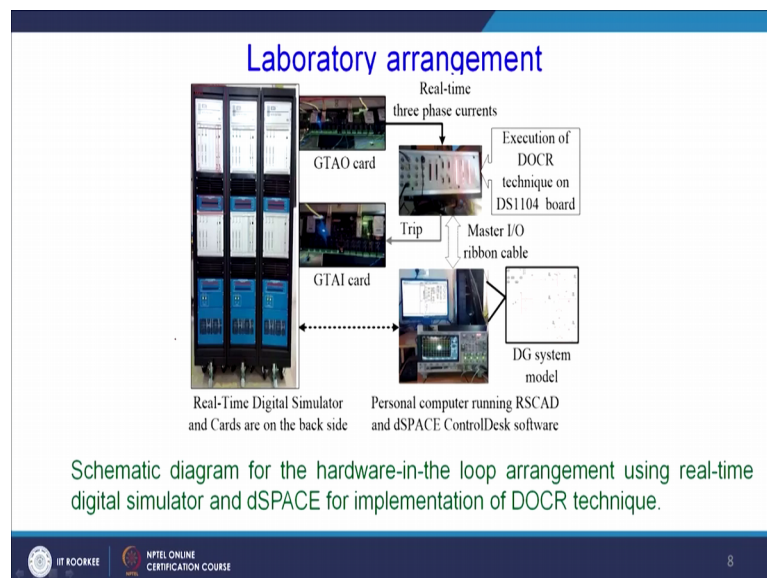 Laboratory arrangement
Real-time
three phase currents
GTAO card
Execution of
DOCR
technique on
DS1104 board
Trip
Master I/O
ribbon cable
GTAI card
DG system
model
Real-Time Digital Simulator
and Cards are on the back side
Personal computer running RSCAD
and dSPACE ControlDesk software
Schematic diagram for the hardware-in-the loop arrangement using real-time
digital simulator and dSPACE for implementation of DOCR technique.
IIT ROORKEE
NPTEL ONLINE
CERTIFICATION COURSE
8